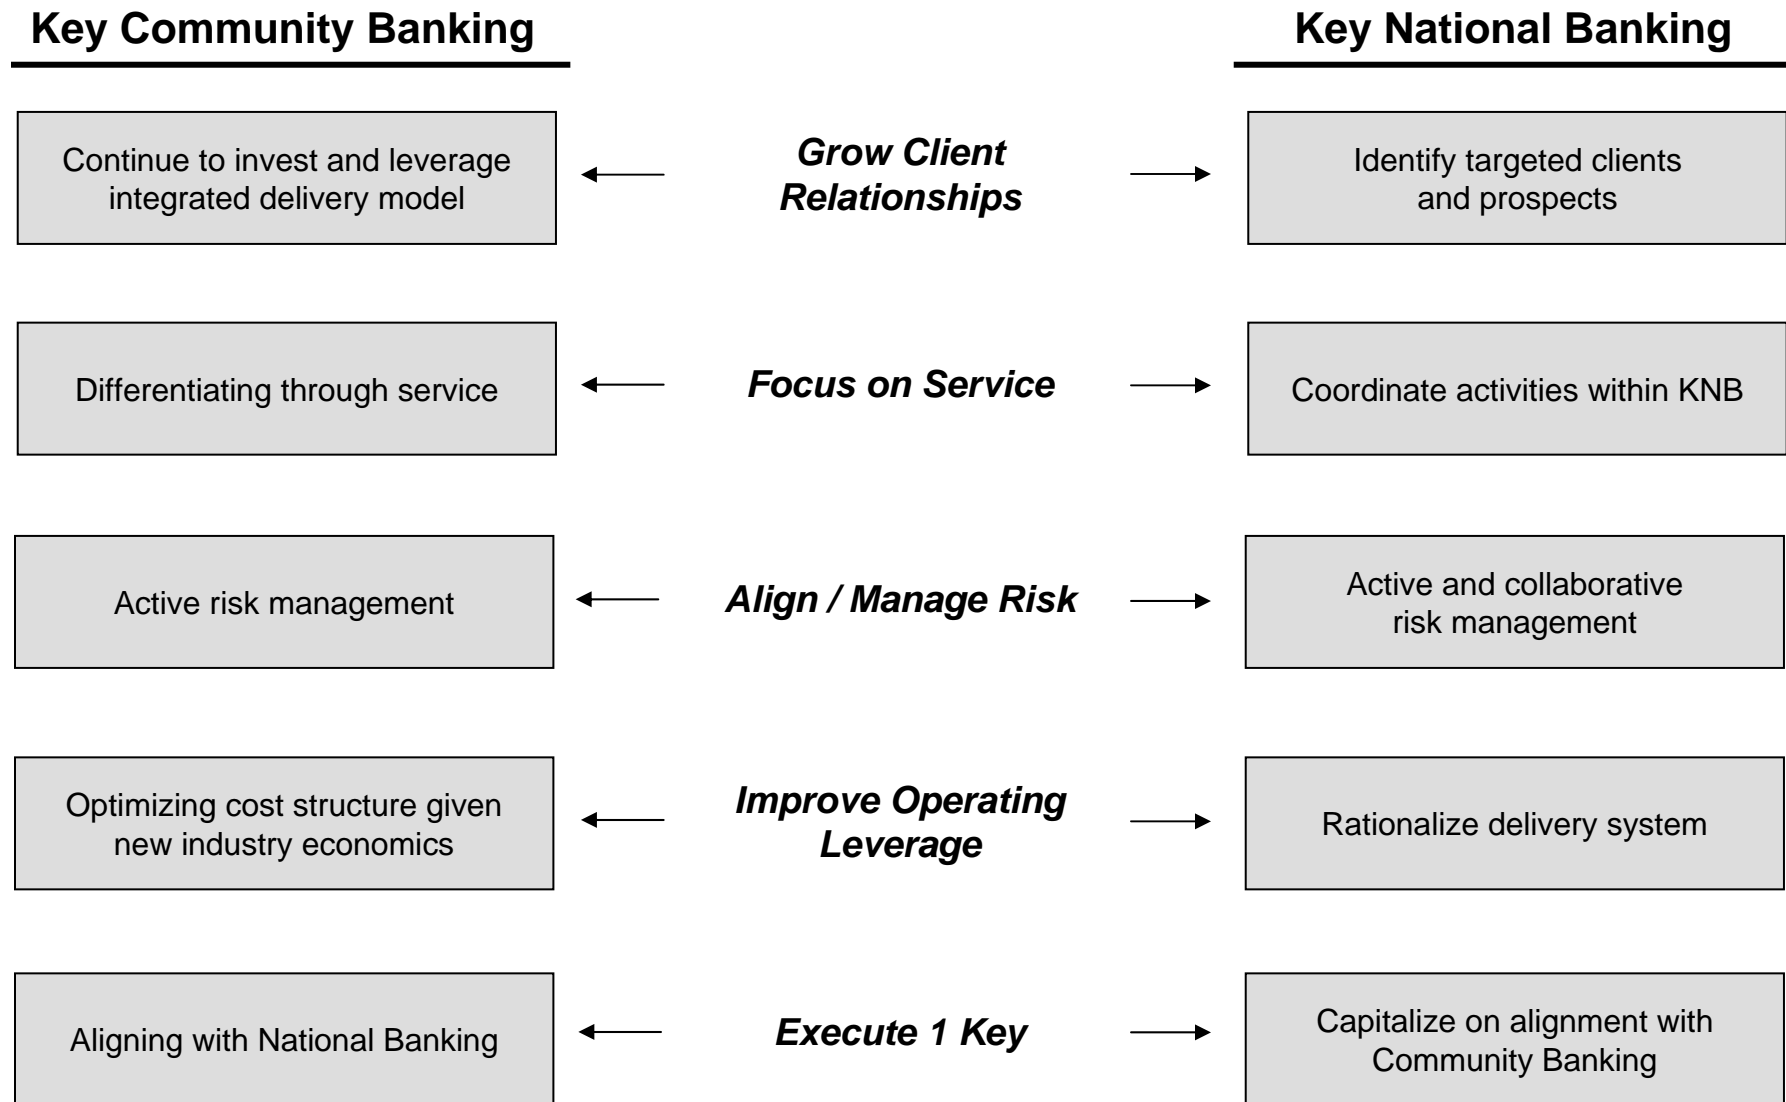 Key Community Banking
Key National Banking
Continue to invest and leverage
integrated delivery model
Grow Client
Relationships
Identify targeted clients
and prospects
Differentiating through service
Focus on Service
Coordinate activities within KNB
Active risk management
Align / Manage Risk
Active and collaborative
risk management
Optimizing cost structure given
new industry economics
Improve Operating
Leverage
Rationalize delivery system
Aligning with National Banking
Execute 1 Key
Capitalize on alignment with
Community Banking